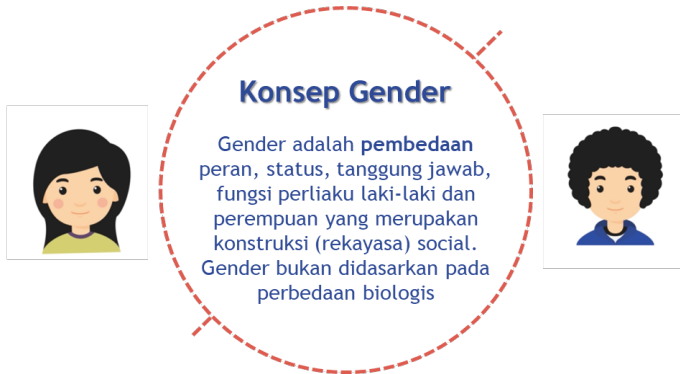 Konsep Gender
Gender adalah pembedaan
peran, status, tanggung jawab,
fungsi perliaku laki-laki dan
perempuan yang merupakan
konstruksi (rekayasa) social.
Gender bukan didasarkan pada
perbedaan biologis